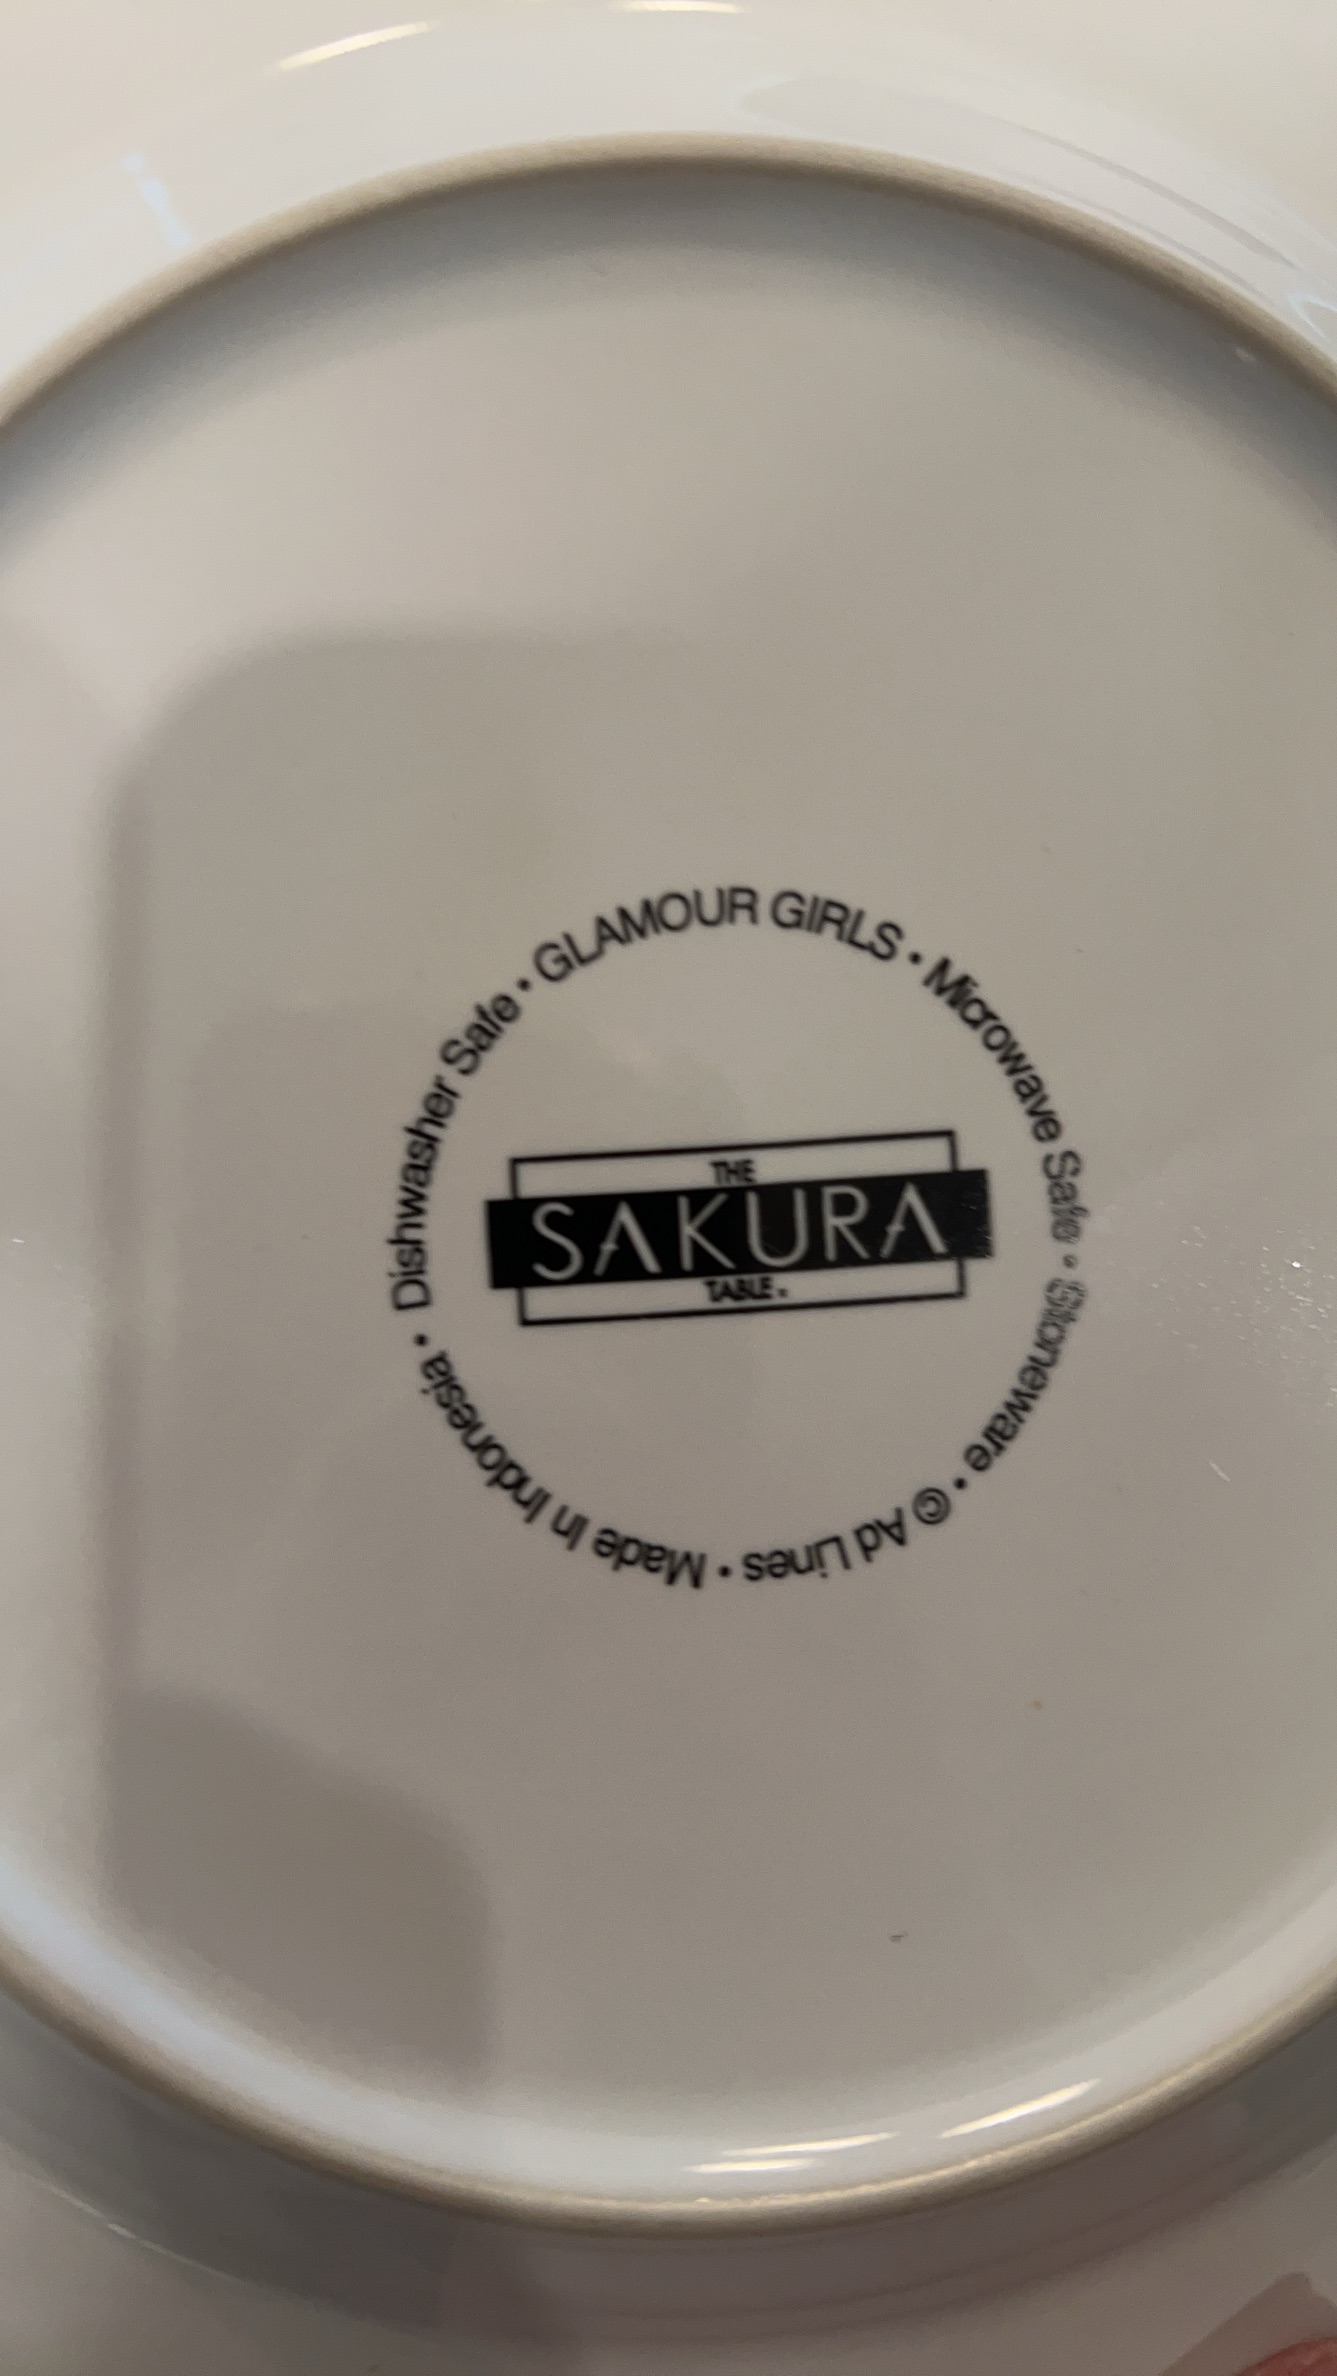 • GLAMOUR GIRLS • Microwave Safe • Stoneware • © Ad Lines • Made In Indonesia • Dishwasher Safe
THE
SAKURA
TABLE®